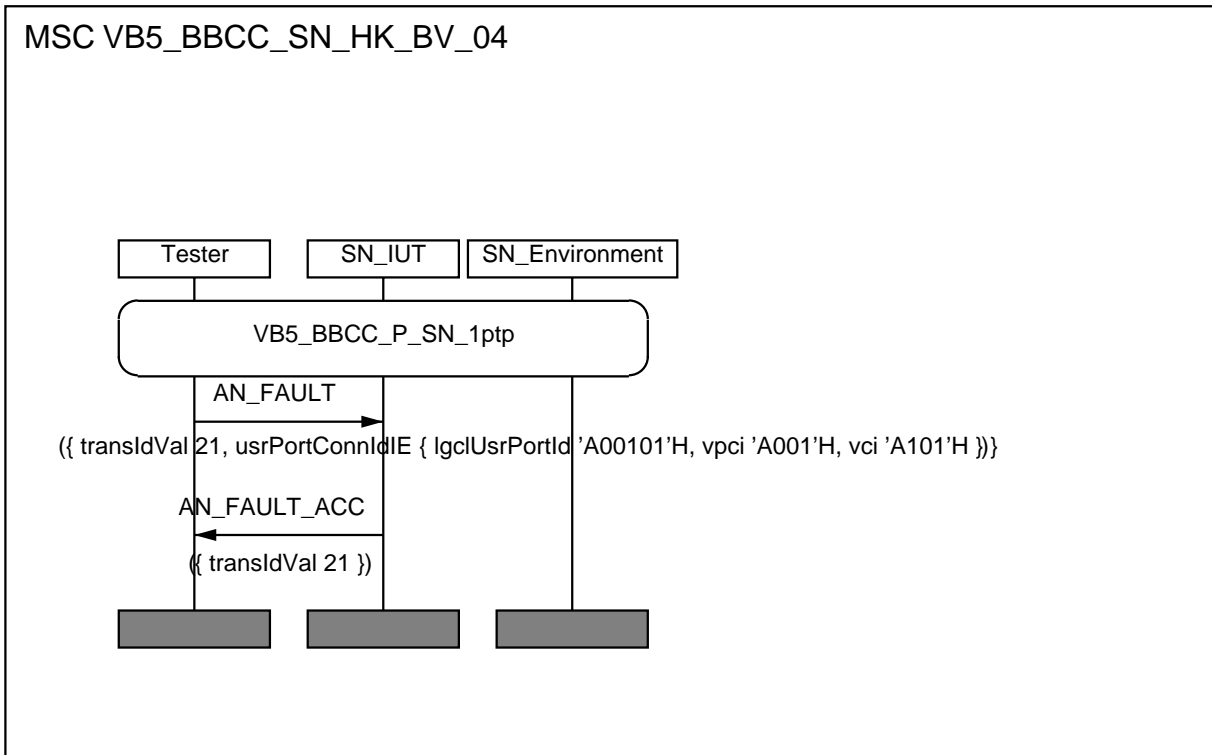 MSC VB5_BBCC_SN_HK_BV_04
Tester SN_IUT SN_Environment
VB5_BBCC_P_SN_1ptp
AN_FAULT
({ transIdVal 21, usrPortConnIdIE { lgclUsrPortId ’A00101’H, vpci ’A001’H, vci ’A101’H })}
AN_FAULT_ACC
({ transIdVal 21 })